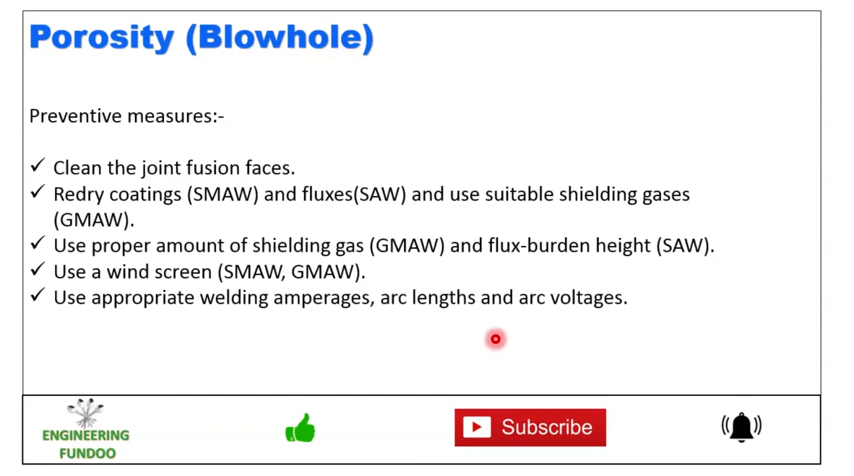 Porosity (Blowhole)
Preventive measures:-
✓ Clean the joint fusion faces.
✓ Redry coatings (SMAW) and fluxes(SAW) and use suitable shielding gases
(GMAW).
✓ Use proper amount of shielding gas (GMAW) and flux-burden height (SAW).
✓ Use a wind screen (SMAW, GMAW).
✓ Use appropriate welding amperages, arc lengths and arc voltages.
ENGINEERING
FUNDOO
Subscribe